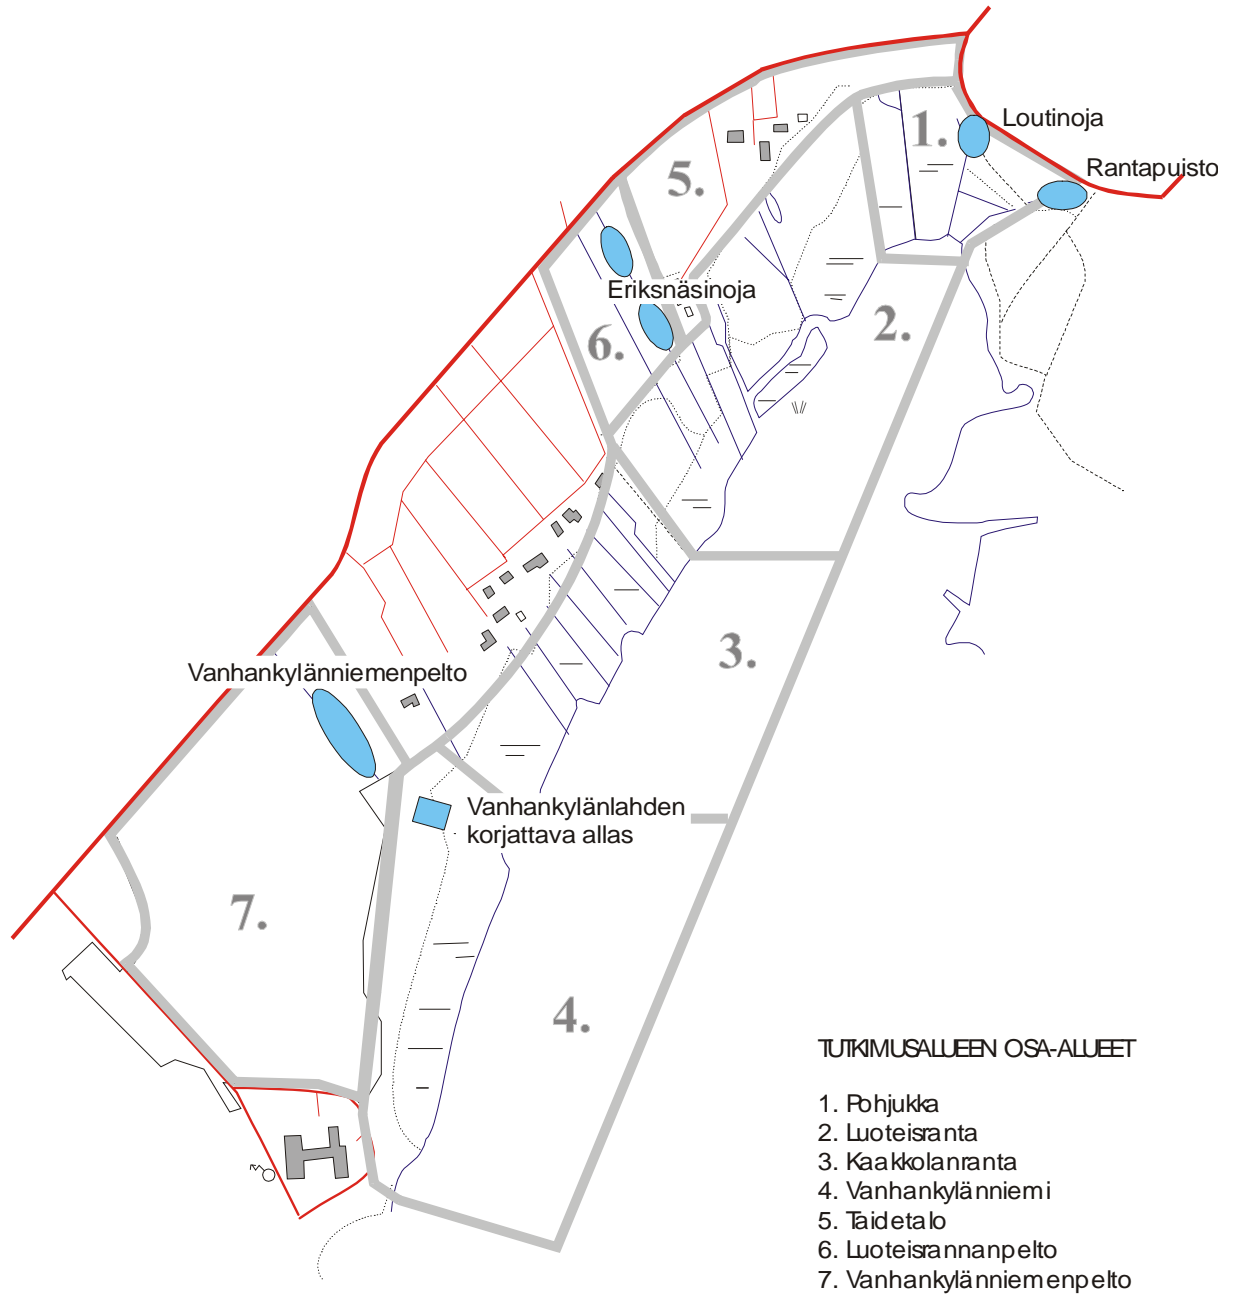 Loutinoja
1.
Rantapuisto
5.
Eriksnäsinoja
2.
6.
3.
Vanhankylänniemenpelto
Vanhankylänlahden
korjattava allas
7.
4.
TUTKIMUSALUEEN OSA-ALUEET
1. Pohjukka
2. Luoteisranta
3. Kaakkolanranta
4. Vanhankylänniemi
5. Taidetalo
6. Luoteisrannanpelto
7. Vanhankylänniemenpelto